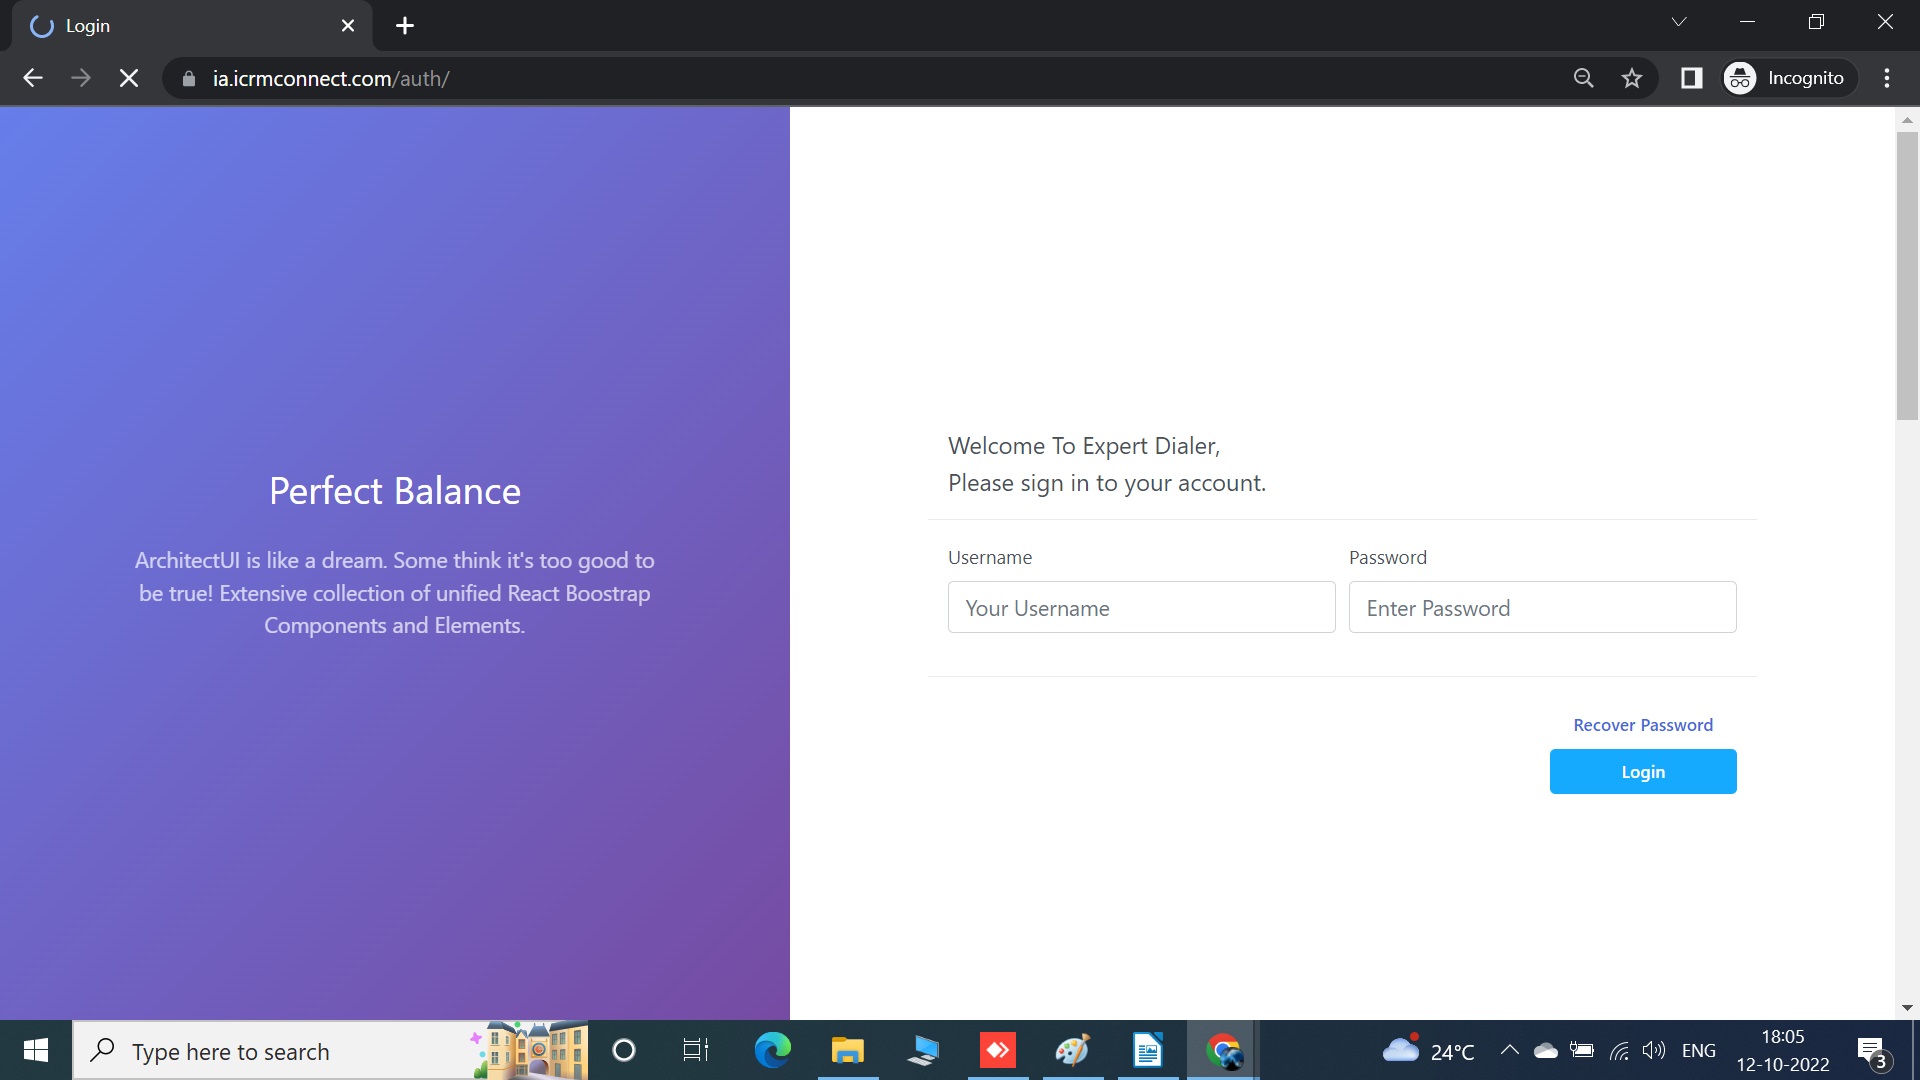 Login
ia.icrmconnect.com/auth/
Incognito
Perfect Balance
ArchitectUI is like a dream. Some think it's too good to
be true! Extensive collection of unified React Boostrap
Components and Elements.
Welcome To Expert Dialer,
Please sign in to your account.
Username
Password
Your Username
Enter Password
Recover Password
Login
Type here to search
24°C
ENG
18:05
12-10-2022
3